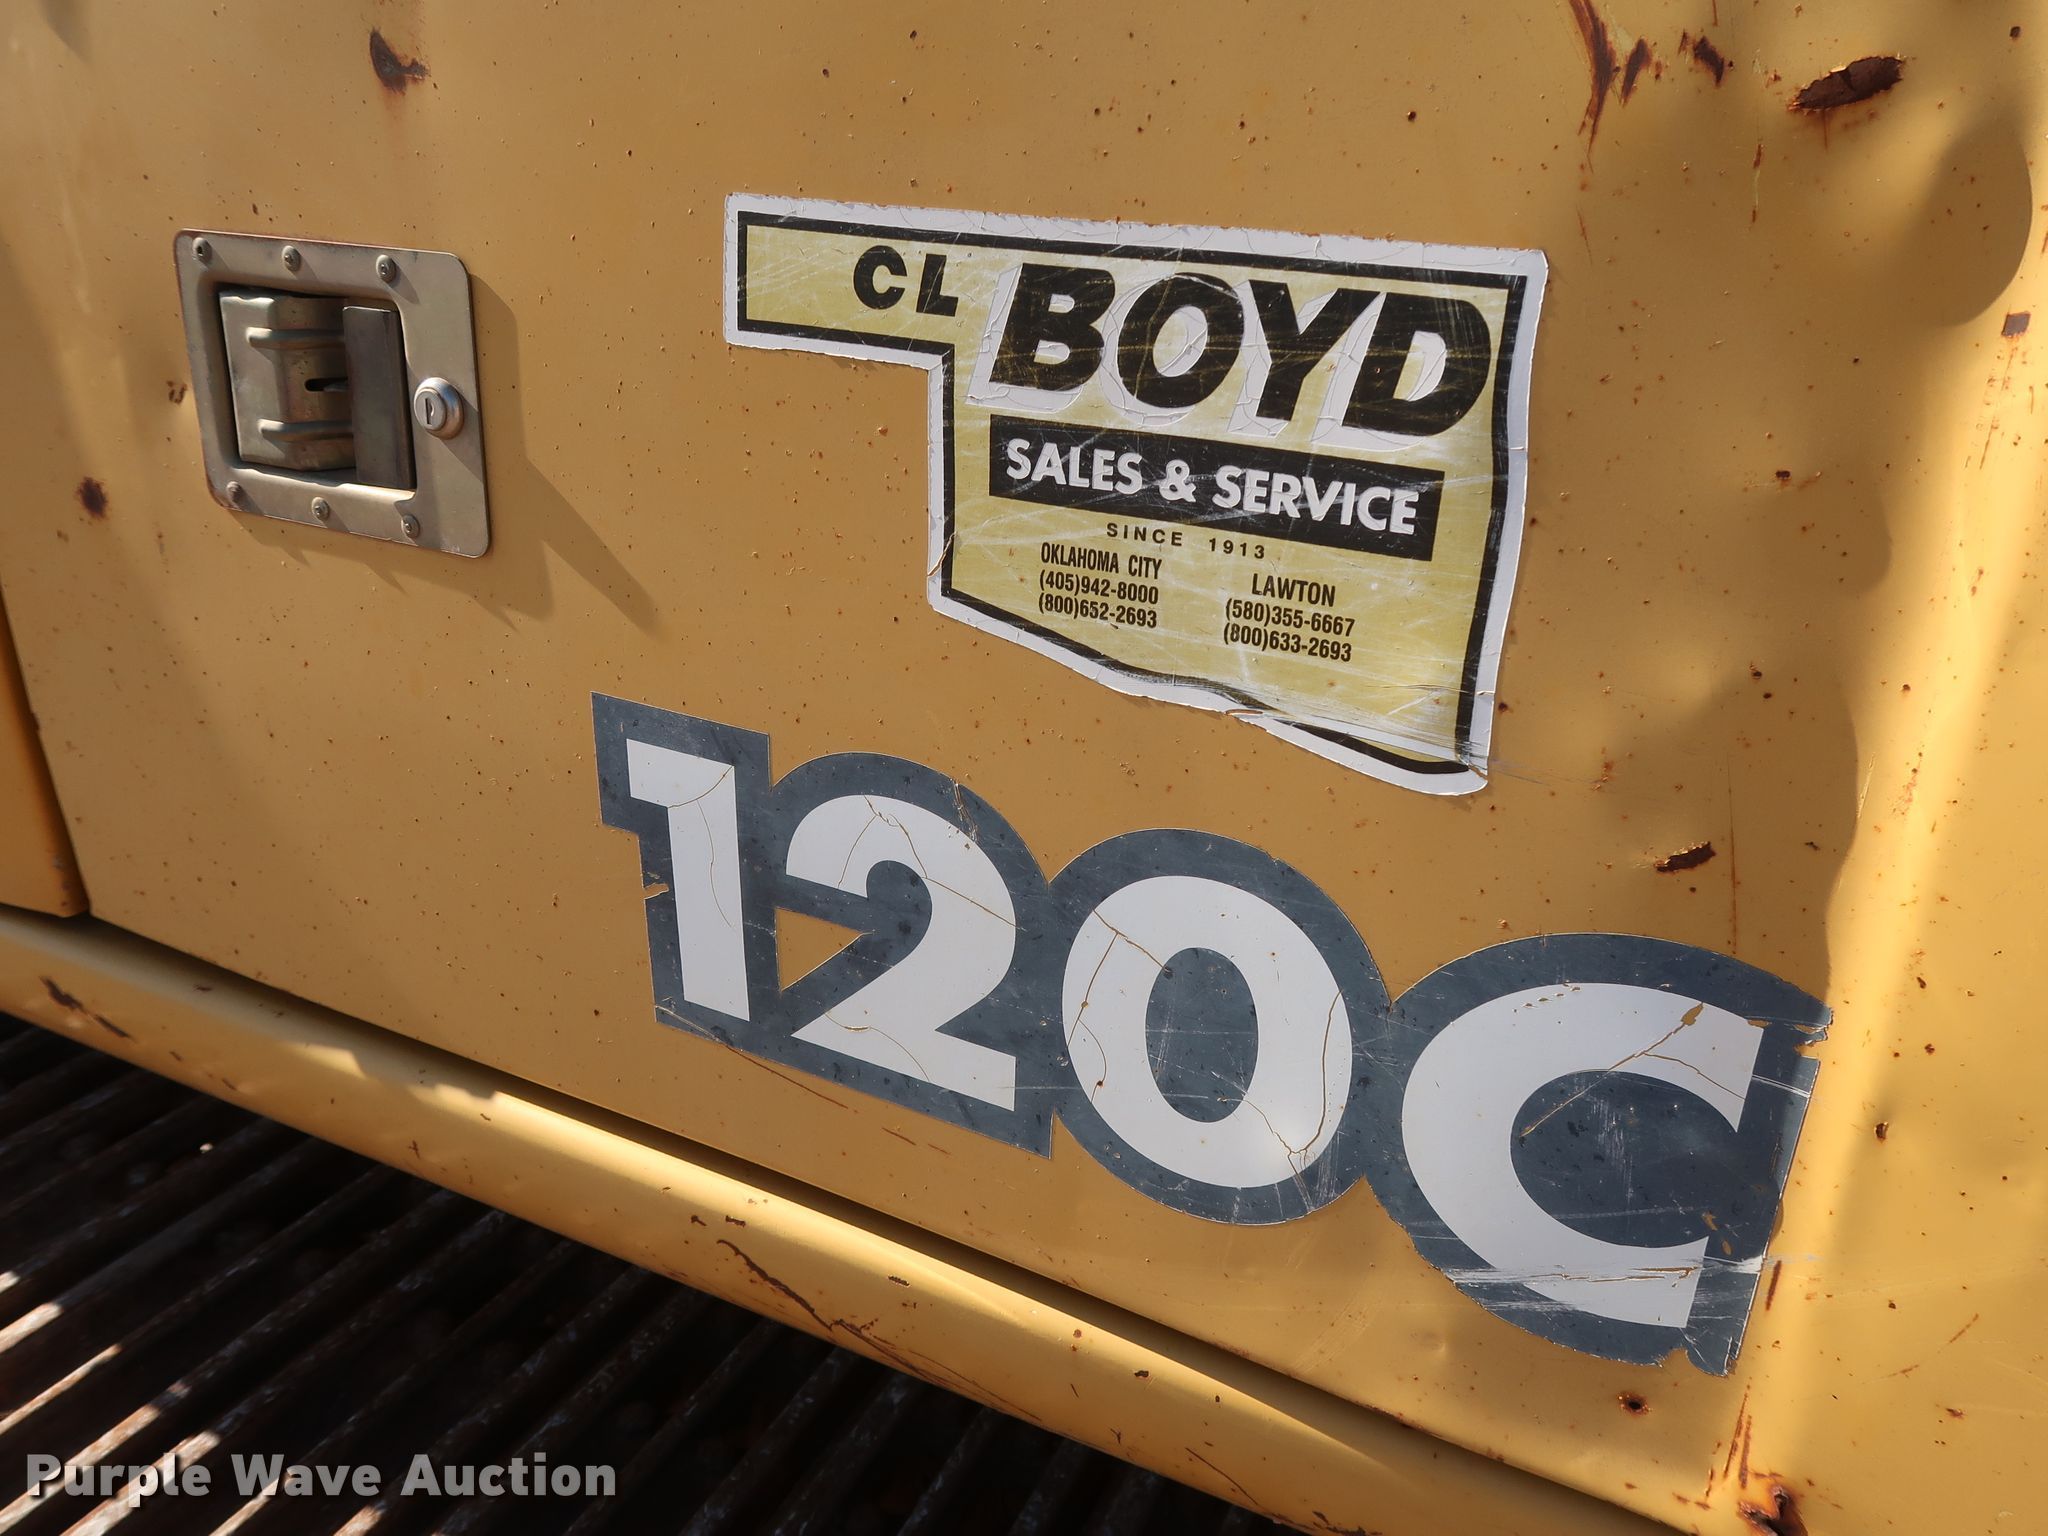 CL BOYD
SALES & SERVICE
SINCE 1913
OKLAHOMA CITY
(405)942-8000
(800)652-2693
LAWTON
(580)355-6667
(800)633-2693
120C
Purple Wave Auction